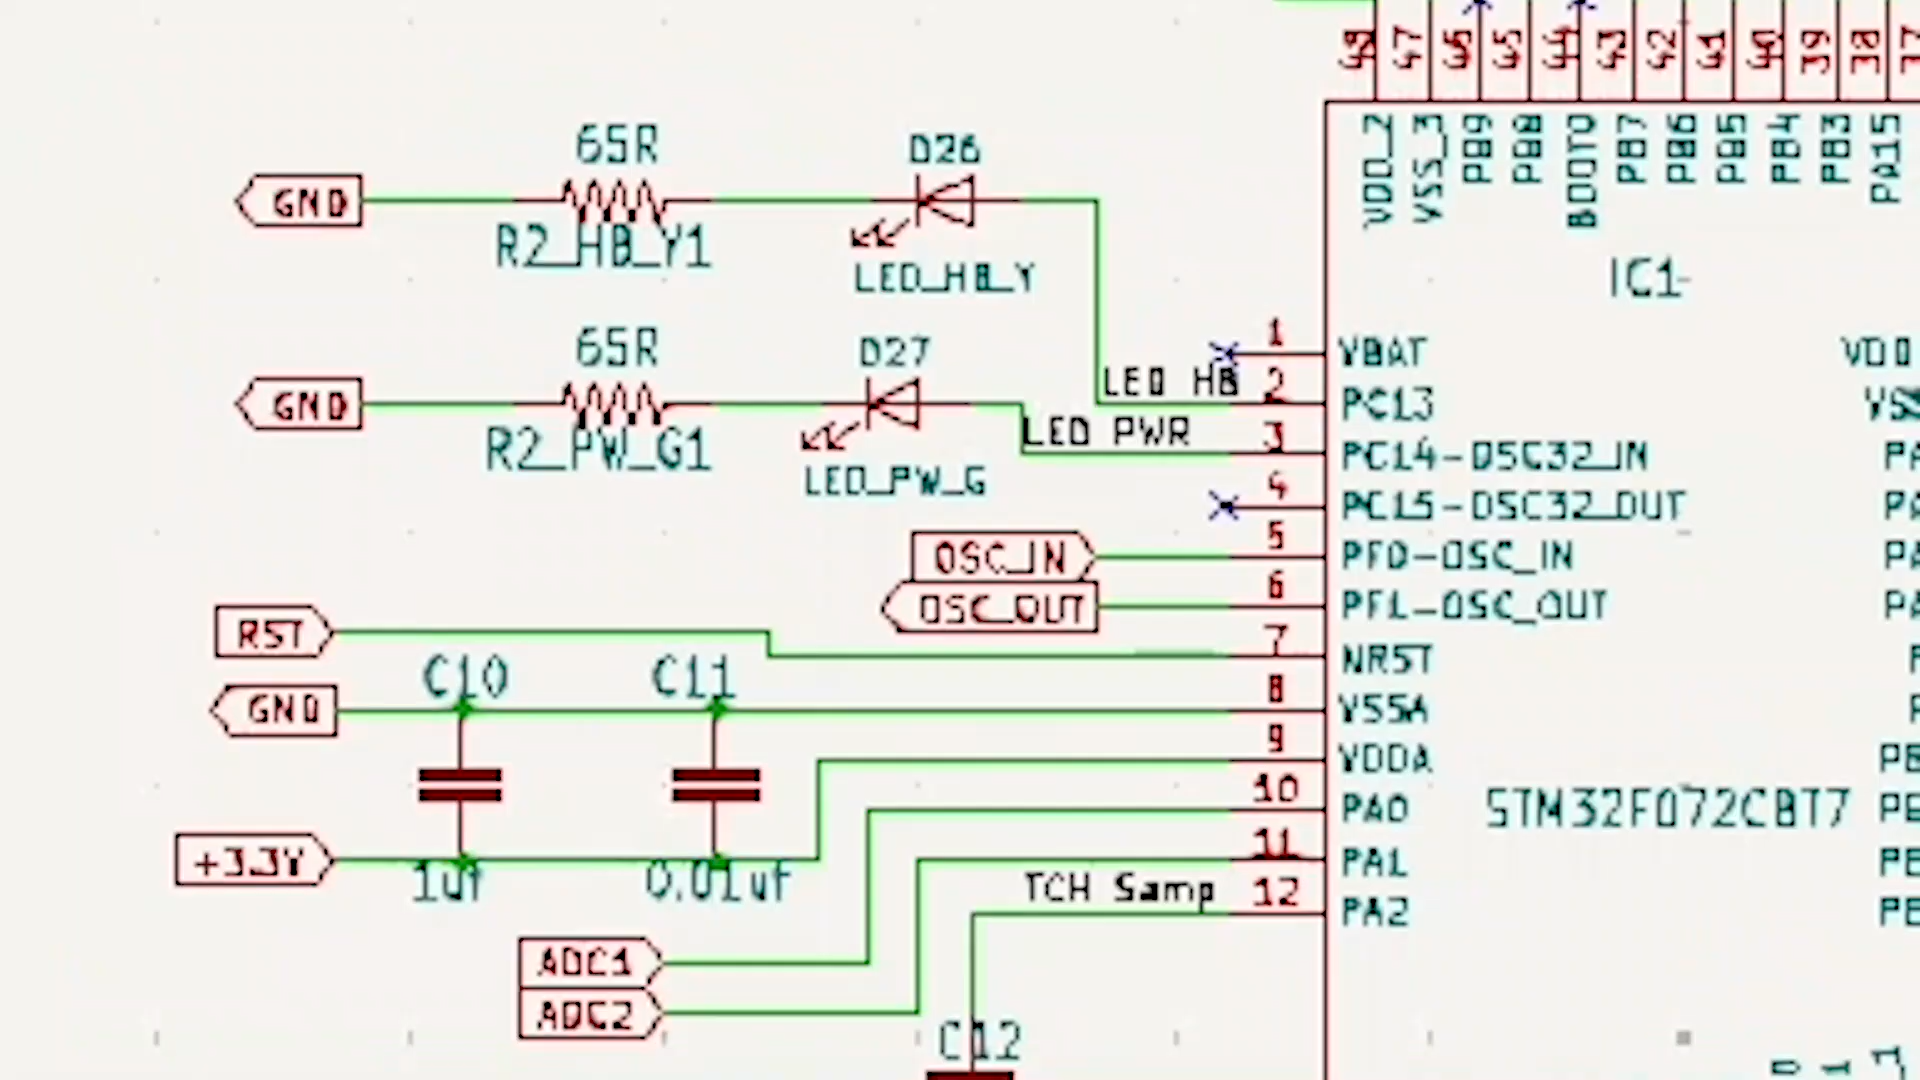 48 47 46 45 44 43 42 41 40 39 38 37
VDD_2 VSS_3 PB9 PB8 BOOT0 PB7 PB6 PB5 PB4 PB3 PA15
65R D26
GND
R2_HB_Y1 LED_HB_Y
IC1
65R D27
1 VBAT
LED HB 2 PC13
GND
LED PWR 3 PC14-OSC32_IN
R2_PW_G1 LED_PW_G
4 PC15-OSC32_OUT
OSC_IN 5 PF0-OSC_IN
OSC_OUT 6 PF1-OSC_OUT
RST 7 NRST
C10 C11
GND 8 VSSA
9 VDDA
10 PA0
STM32F072CBT7
+3.3V 11 PA1
1uf 0.01uf
TCH Samp 12 PA2
ADC1
ADC2
C12